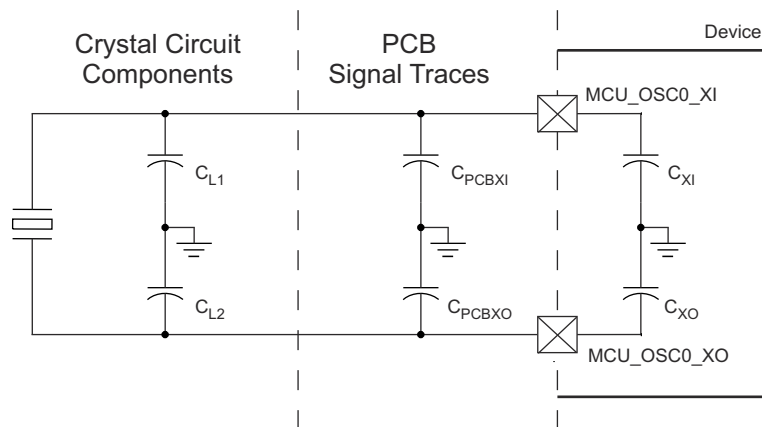 Crystal Circuit
Components
PCB
Signal Traces
Device
MCU_OSC0_XI
CL1
CPCBXI
CXI
CL2
CPCBXO
CXO
MCU_OSC0_XO